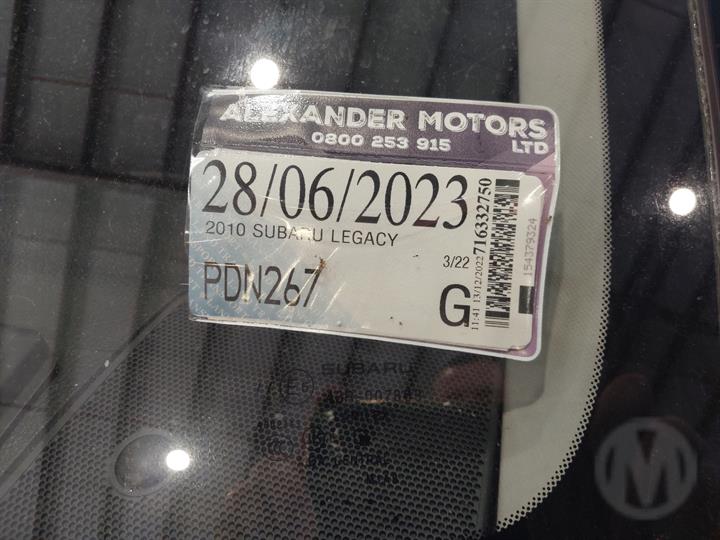 ALEXANDER MOTORS
LTD
0800 253 915
28/06/2023
2010 SUBARU LEGACY
3/22
PDN267
G
11:41 13/12/2022
716332750
154379324
SUBARU
M